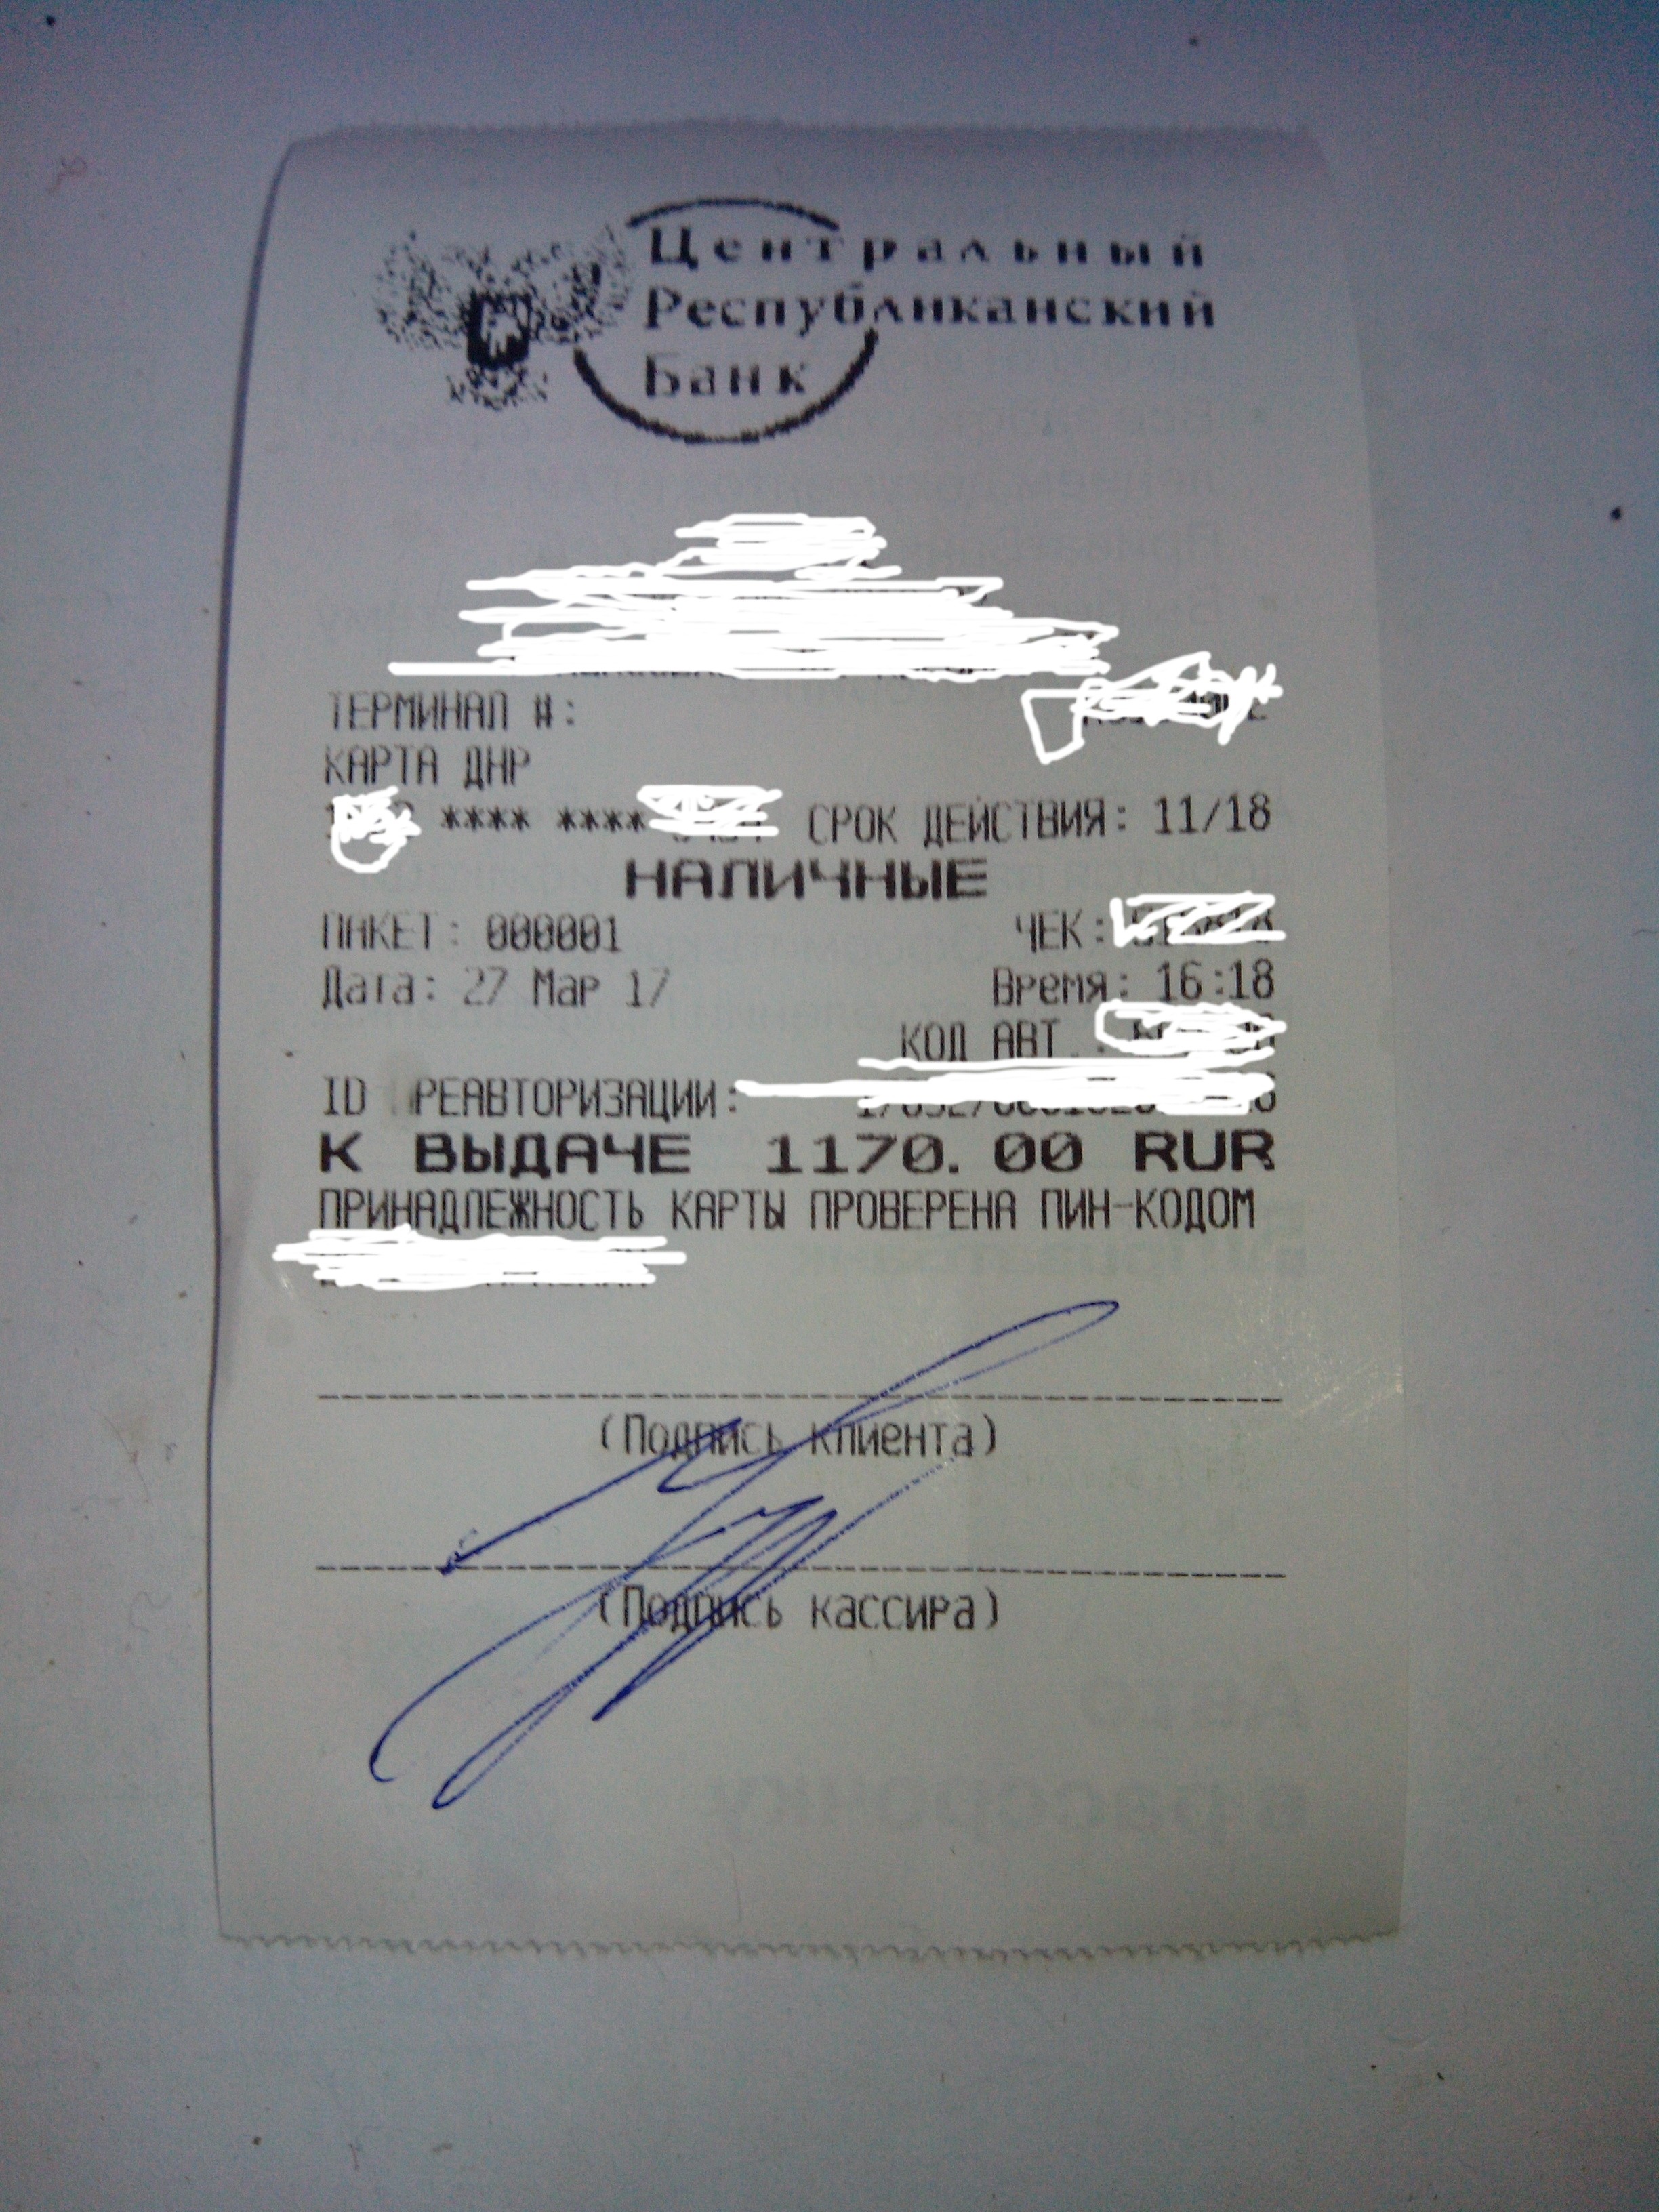 Центральный
Республиканский
Банк
ТЕРМИНАЛ #:
КАРТА ДНР
**** **** СРОК ДЕЙСТВИЯ: 11/18
НАЛИЧНЫЕ
ПАКЕТ: 000001 ЧЕК:
Дата: 27 Мар 17 Время: 16:18
КОД АВТ.:
ID ПРЕАВТОРИЗАЦИИ:
К ВЫДАЧЕ 1170.00 RUR
ПРИНАДЛЕЖНОСТЬ КАРТЫ ПРОВЕРЕНА ПИН-КОДОМ
(Подпись клиента)
(Подпись кассира)